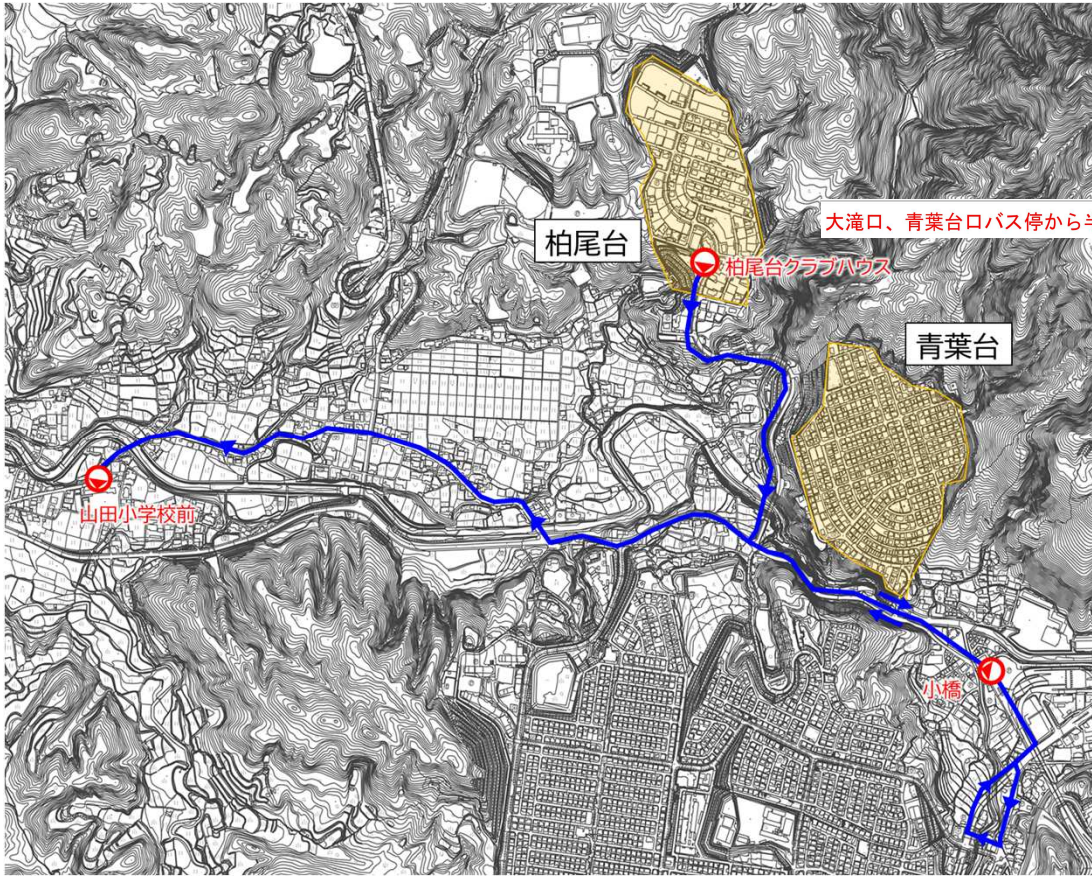 柏尾台
大滝口、青葉台口バス停から
柏尾台クラブハウス
青葉台
山田小学校前
小橋